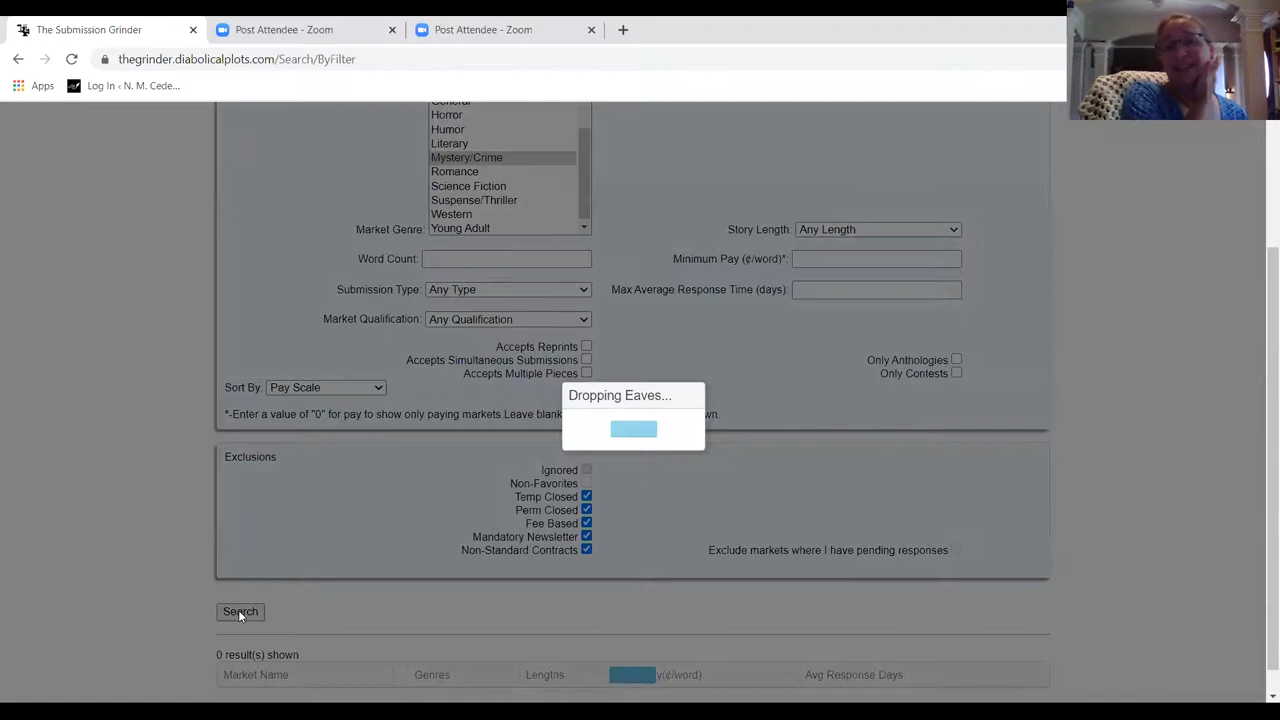 The Submission Grinder
Post Attendee - Zoom
Post Attendee - Zoom
thegrinder.diabolicalplots.com/Search/ByFilter
Apps
Log In ‹ N. M. Cede...
General
Horror
Humor
Literary
Mystery/Crime
Romance
Science Fiction
Suspense/Thriller
Western
Young Adult
Market Genre:
Story Length: Any Length
Word Count:
Minimum Pay (¢/word)*:
Submission Type: Any Type
Max Average Response Time (days):
Market Qualification: Any Qualification
Accepts Reprints
Accepts Simultaneous Submissions
Only Anthologies
Accepts Multiple Pieces
Only Contests
Sort By: Pay Scale
Dropping Eaves...
*-Enter a value of "0" for pay to show only paying markets.Leave blank wn.
Exclusions
Ignored
Non-Favorites
Temp Closed
Perm Closed
Fee Based
Mandatory Newsletter
Non-Standard Contracts
Exclude markets where I have pending responses
Search
0 result(s) shown
Market Name Genres Lengths y(¢/word) Avg Response Days